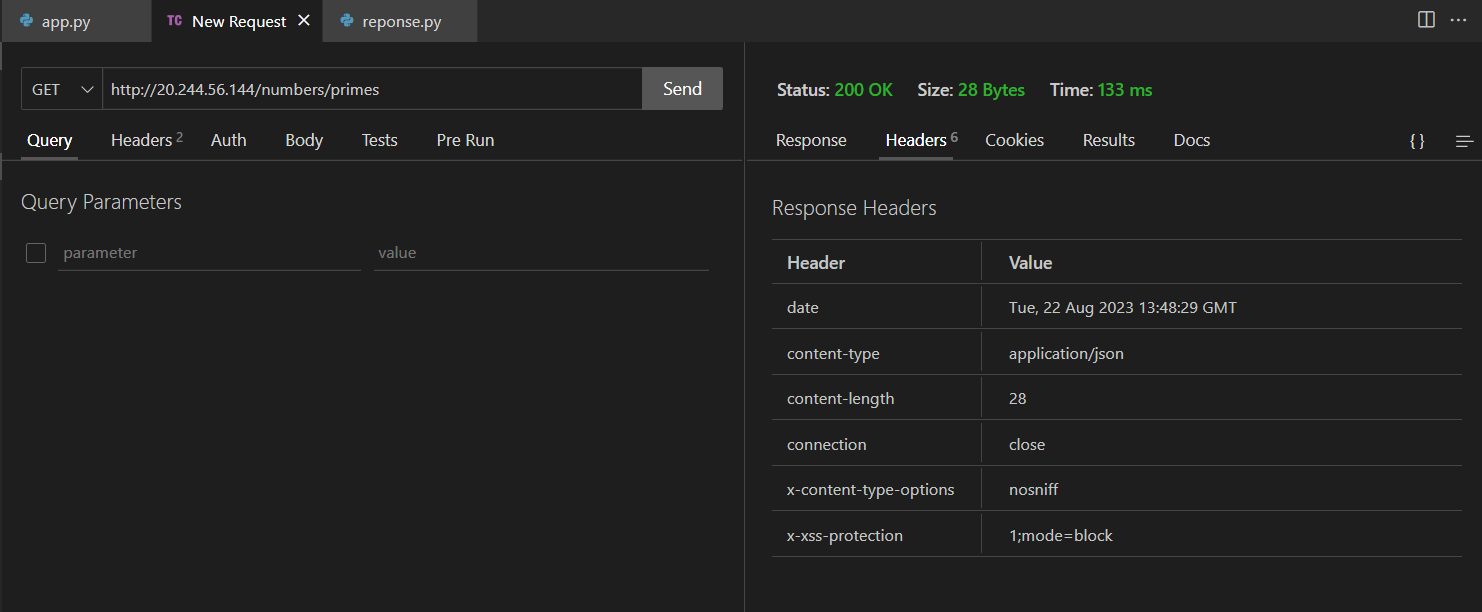 app.py
TC New Request
reponse.py
GET http://20.244.56.144/numbers/primes Send
Query Headers 2 Auth Body Tests Pre Run
Query Parameters
parameter value
Status: 200 OK Size: 28 Bytes Time: 133 ms
Response Headers 6 Cookies Results Docs { }
Response Headers
Header Value
date Tue, 22 Aug 2023 13:48:29 GMT
content-type application/json
content-length 28
connection close
x-content-type-options nosniff
x-xss-protection 1;mode=block